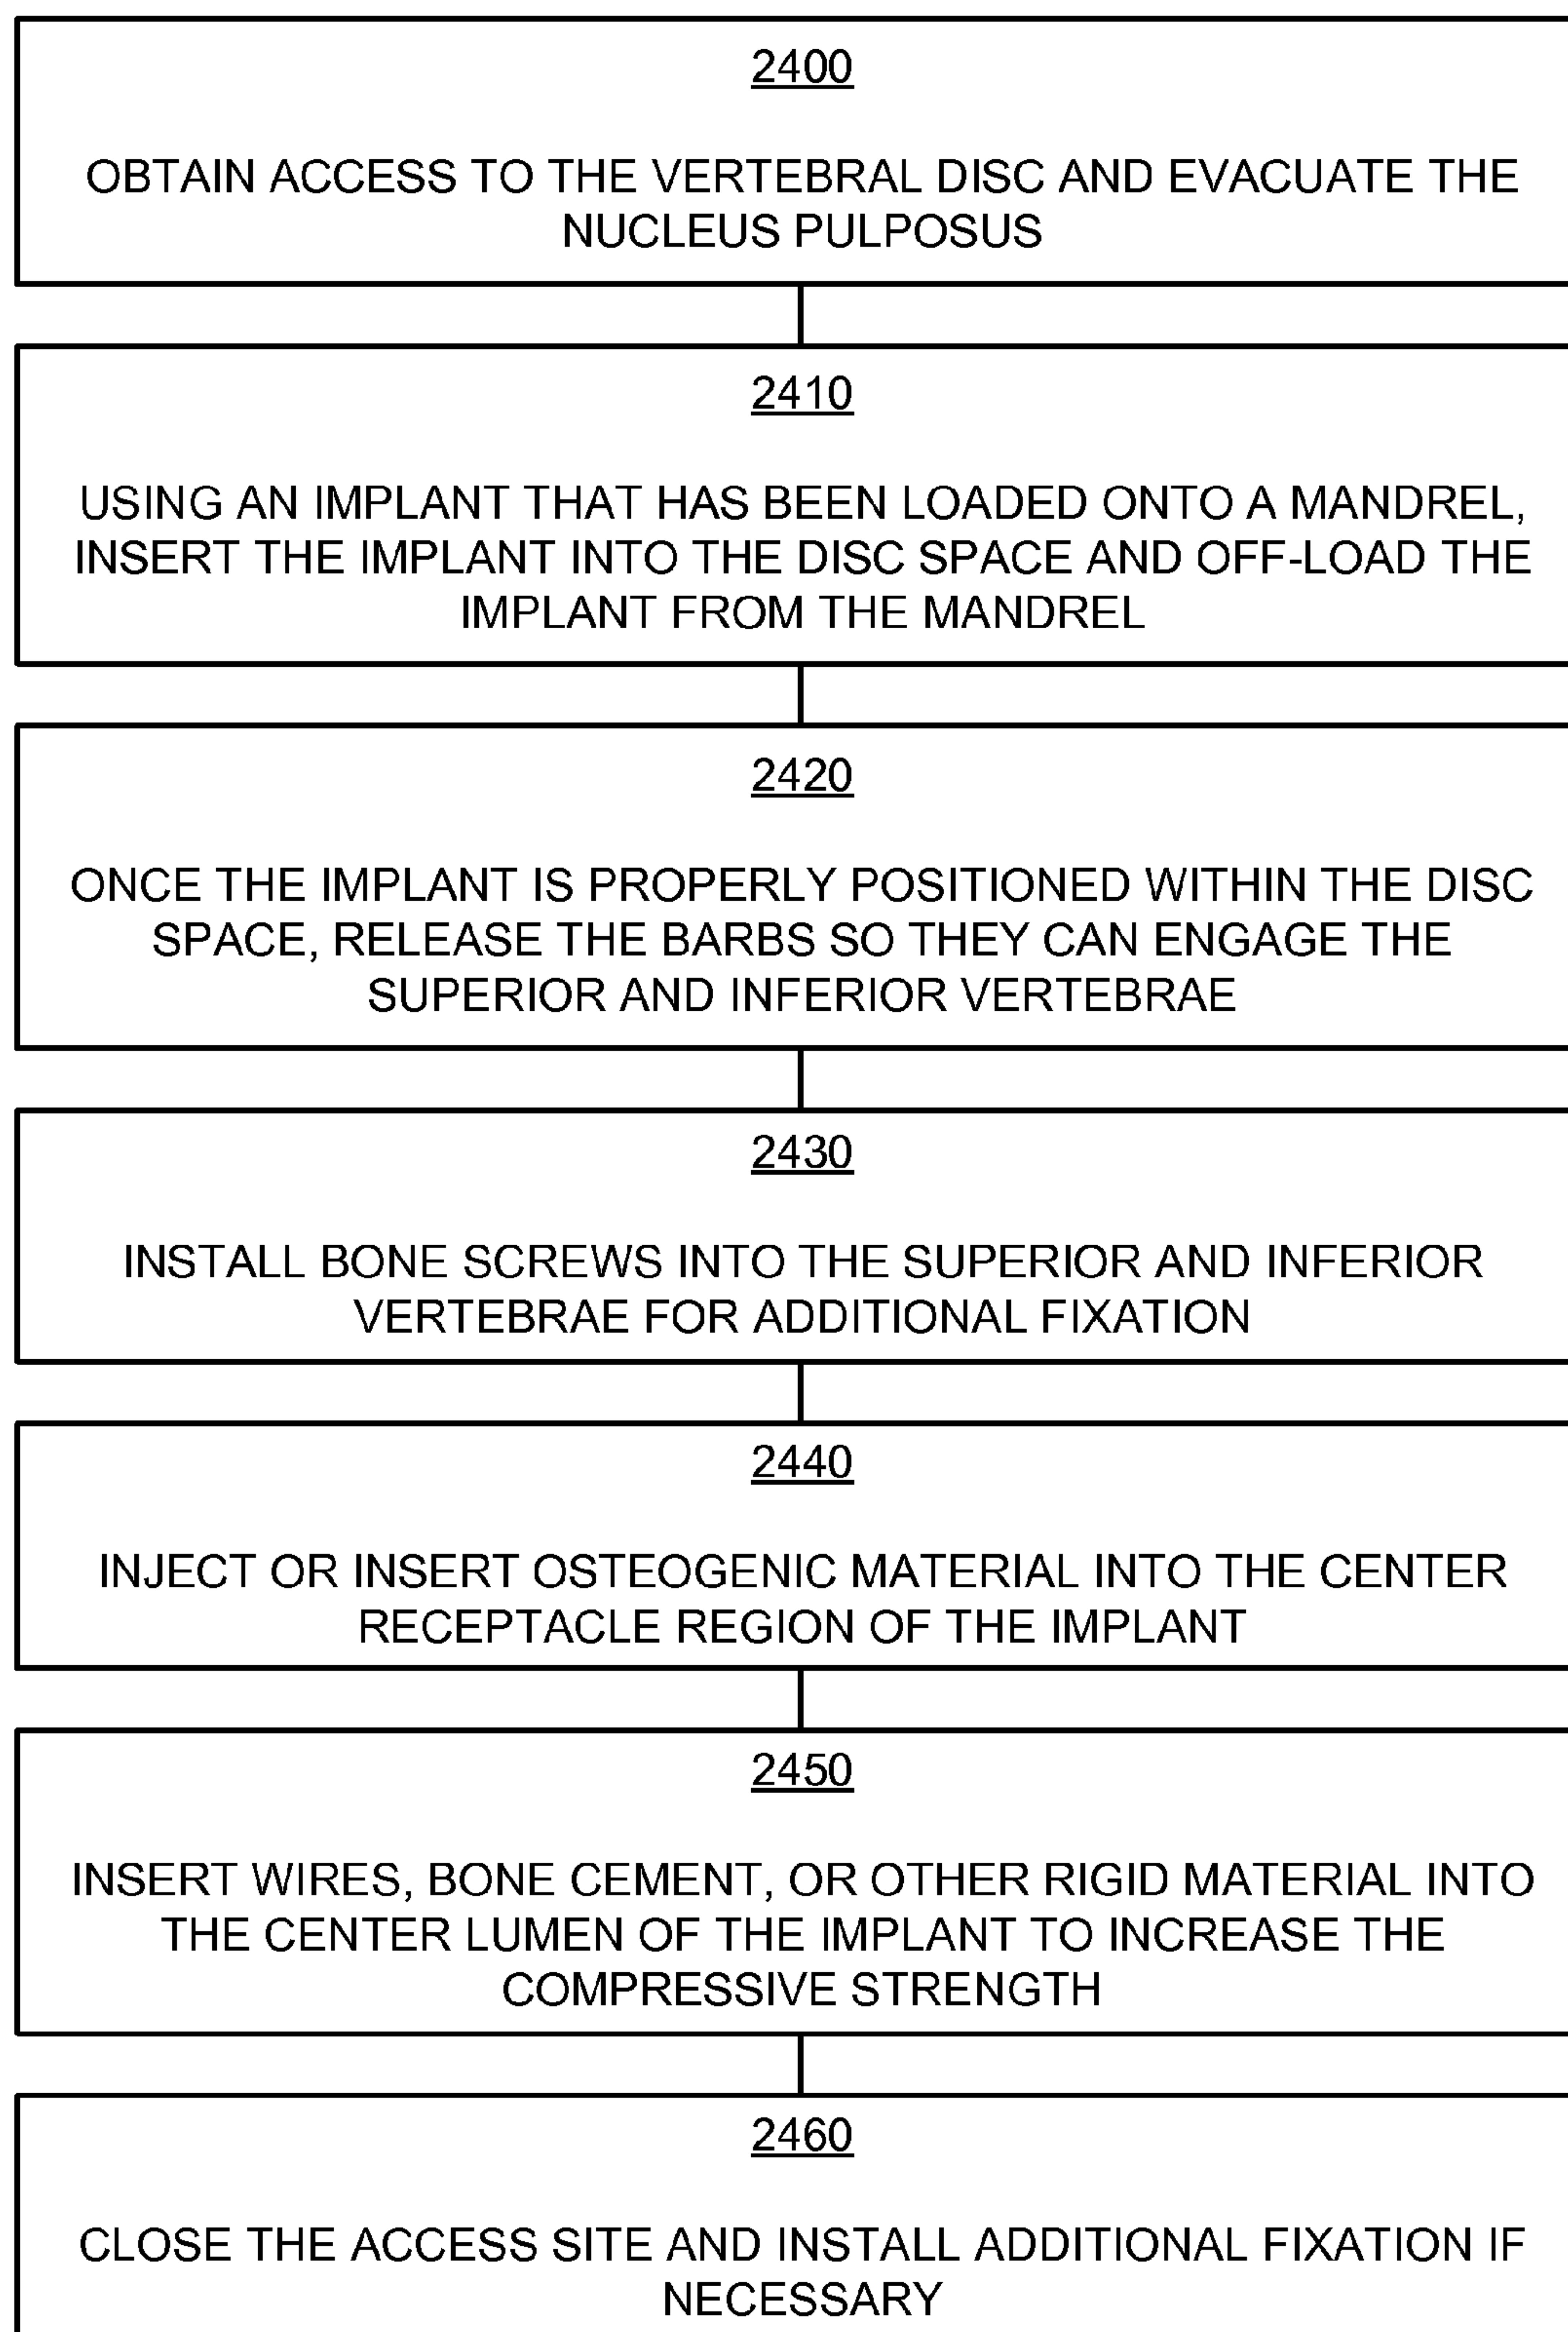 2400
OBTAIN ACCESS TO THE VERTEBRAL DISC AND EVACUATE THE
NUCLEUS PULPOSUS
2410
USING AN IMPLANT THAT HAS BEEN LOADED ONTO A MANDREL,
INSERT THE IMPLANT INTO THE DISC SPACE AND OFF-LOAD THE
IMPLANT FROM THE MANDREL
2420
ONCE THE IMPLANT IS PROPERLY POSITIONED WITHIN THE DISC
SPACE, RELEASE THE BARBS SO THEY CAN ENGAGE THE
SUPERIOR AND INFERIOR VERTEBRAE
2430
INSTALL BONE SCREWS INTO THE SUPERIOR AND INFERIOR
VERTEBRAE FOR ADDITIONAL FIXATION
2440
INJECT OR INSERT OSTEOGENIC MATERIAL INTO THE CENTER
RECEPTACLE REGION OF THE IMPLANT
2450
INSERT WIRES, BONE CEMENT, OR OTHER RIGID MATERIAL INTO
THE CENTER LUMEN OF THE IMPLANT TO INCREASE THE
COMPRESSIVE STRENGTH
2460
CLOSE THE ACCESS SITE AND INSTALL ADDITIONAL FIXATION IF
NECESSARY